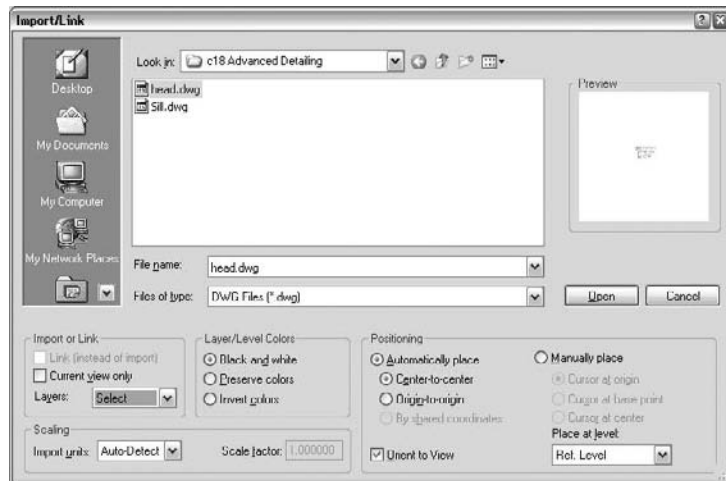 Import/Link
Look in: c18 Advanced Detailing
Desktop
My Documents
My Computer
My Network Places
head.dwg
Sill.dwg
Preview
File name: head.dwg
Files of type: DWG Files (*.dwg)
Open Cancel
Import or Link
Link (instead of import)
Current view only
Layers: Select
Layer/Level Colors
Black and white
Preserve colors
Invert colors
Positioning
Automatically place
Center-to-center
Origin-to-origin
By shared coordinates
Orient to View
Manually place
Cursor at origin
Cursor at base point
Cursor at center
Place at level:
Rel. Level
Scaling
Import units: Auto-Detect Scale factor: 1.000000